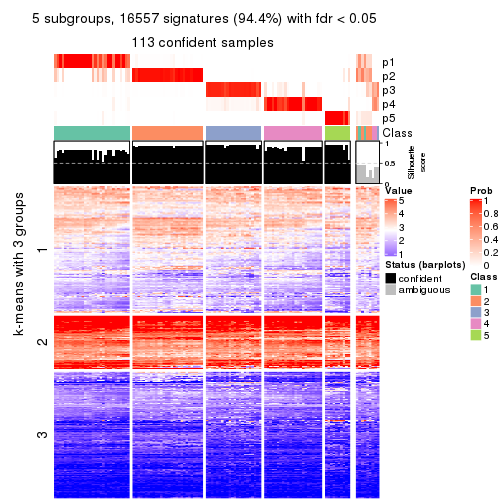 5 subgroups, 16557 signatures (94.4%) with fdr < 0.05
113 confident samples
p1
p2
p3
p4
p5
Class
1
0.5
0
Silhouette
score
k-means with 3 groups
1
2
3
Value
5
4
3
2
1
Status (barplots)
confident
ambiguous
Prob
1
0.8
0.6
0.4
0.2
0
Class
1
2
3
4
5